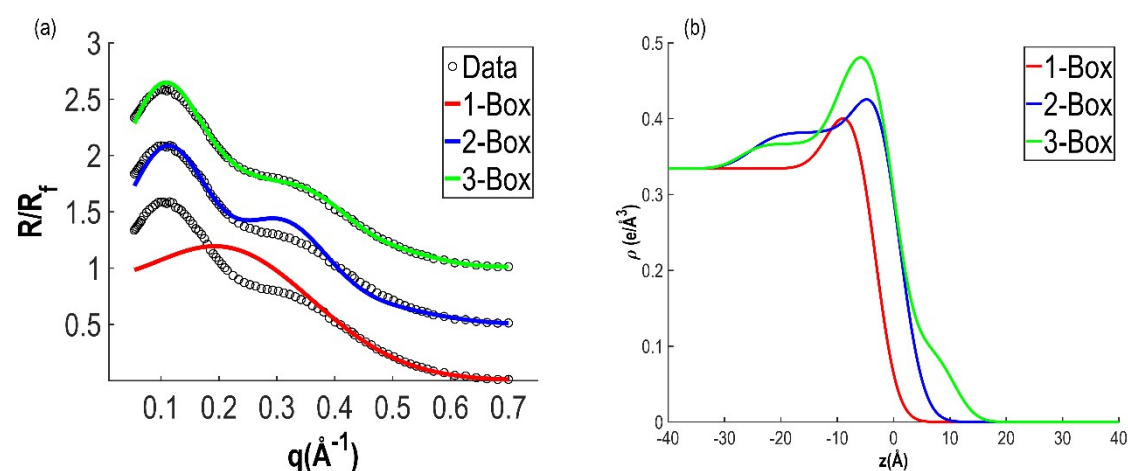 (a)
3
2.5
2
1.5
1
0.5
R/Rf
0.1 0.2 0.3 0.4 0.5 0.6 0.7
q(Å-1)
Data
1-Box
2-Box
3-Box
(b)
0.5
0.4
0.3
0.2
0.1
0
ρ (e/Å3)
-40 -30 -20 -10 0 10 20 30 40
z(Å)
1-Box
2-Box
3-Box